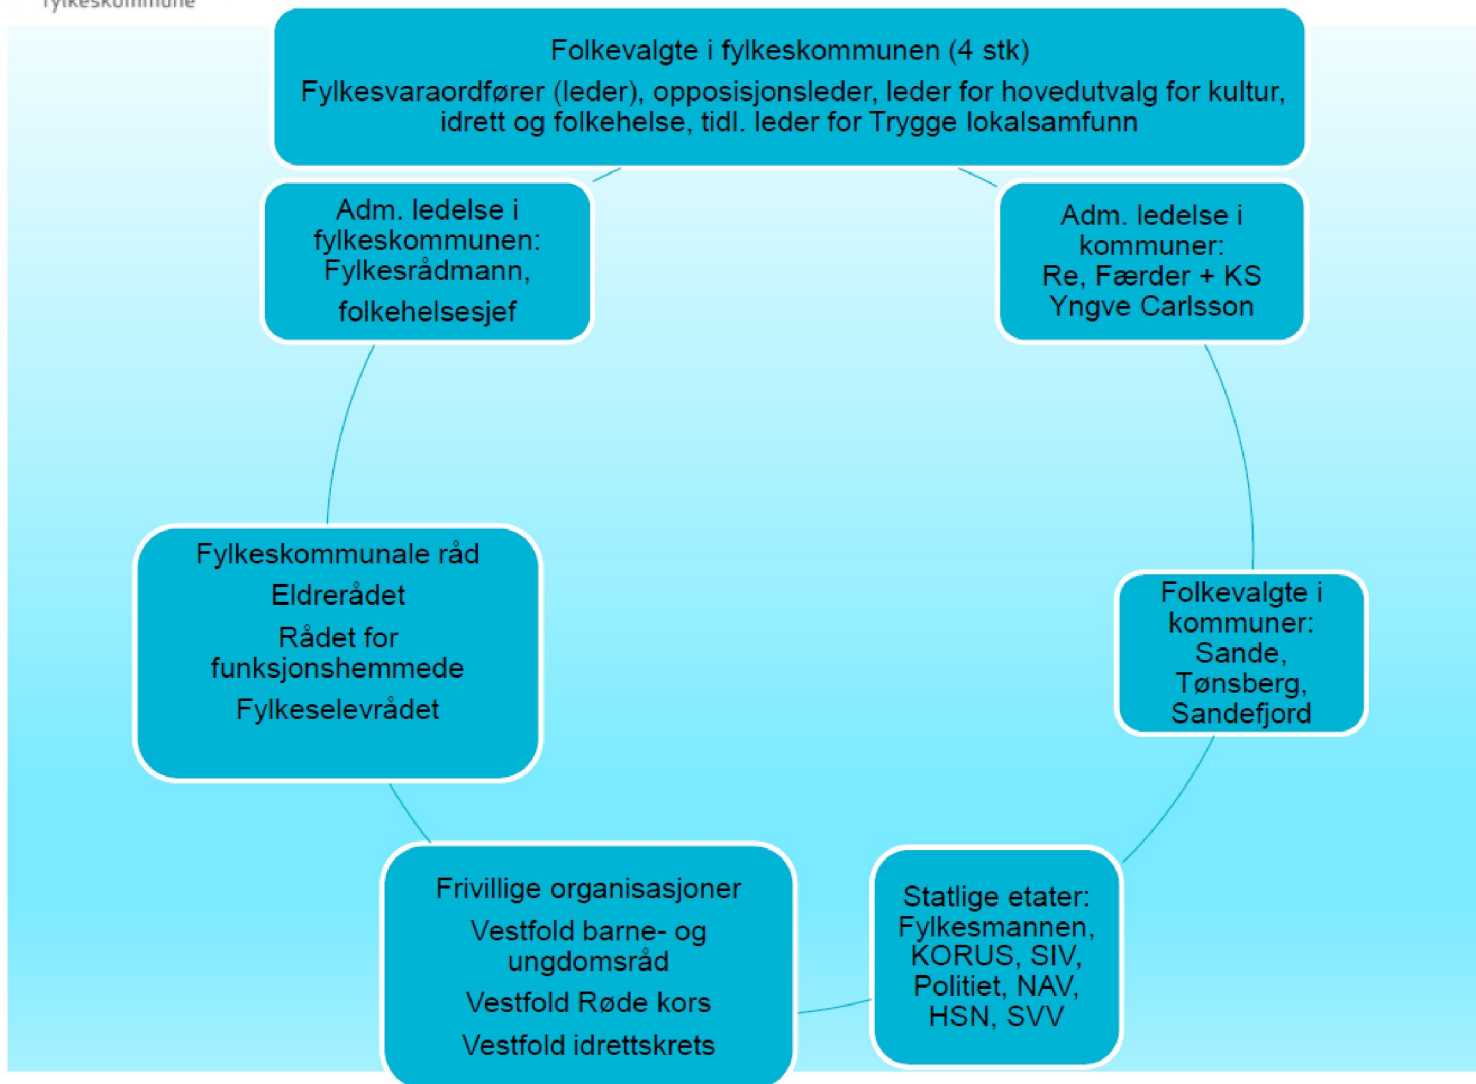 fylkeskommune
Folkevalgte i fylkeskommunen (4 stk)
Fylkesvaraordfører (leder), opposisjonsleder, leder for hovedutvalg for kultur,
idrett og folkehelse, tidl. leder for Trygge lokalsamfunn
Adm. ledelse i
fylkeskommunen:
Fylkesrådmann,
folkehelsesjef
Adm. ledelse i
kommuner:
Re, Færder + KS
Yngve Carlsson
Fylkeskommunale råd
Eldrerådet
Rådet for
funksjonshemmede
Fylkeselevrådet
Folkevalgte i
kommuner:
Sande,
Tønsberg,
Sandefjord
Frivillige organisasjoner
Vestfold barne- og
ungdomsråd
Vestfold Røde kors
Vestfold idrettskrets
Statlige etater:
Fylkesmannen,
KORUS, SIV,
Politiet, NAV,
HSN, SVV